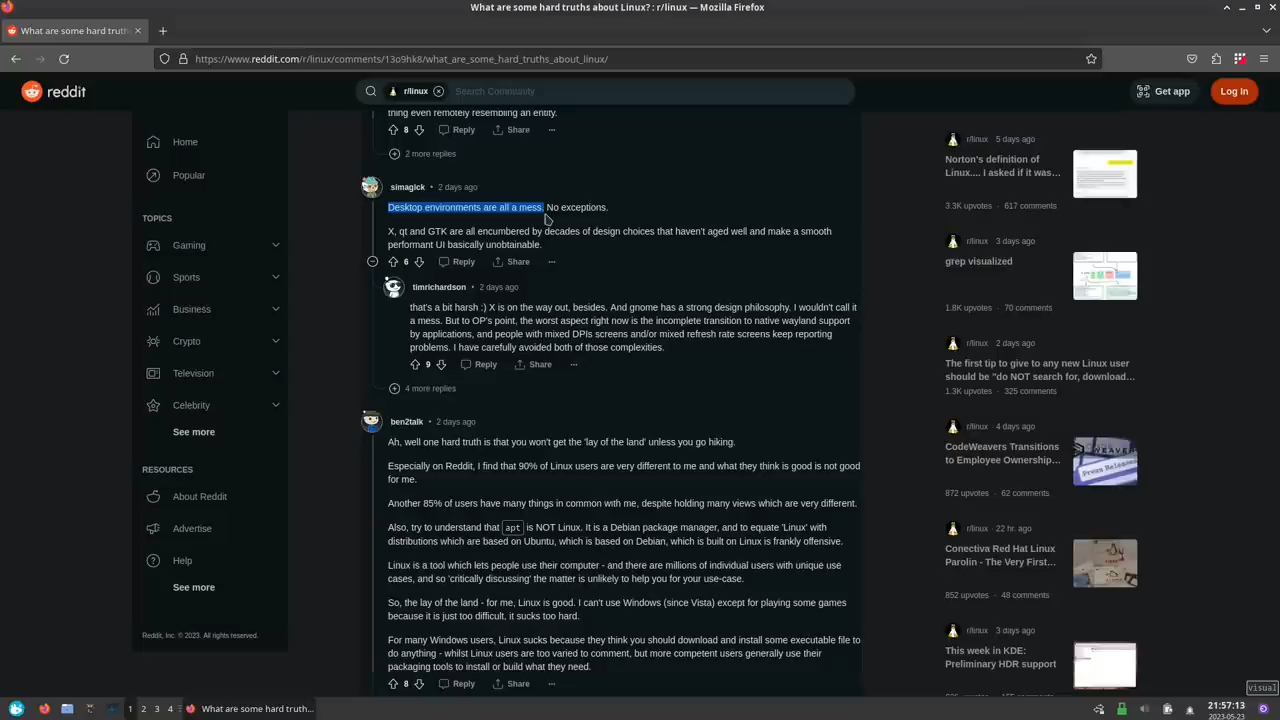 What are some hard truths about Linux? : r/linux — Mozilla Firefox
What are some hard truth
https://www.reddit.com/r/linux/comments/13o9hk8/what_are_some_hard_truths_about_linux/
reddit
r/linux
Search Community
Get app
Log In
Home
Popular
TOPICS
Gaming
Sports
Business
Crypto
Television
Celebrity
See more
RESOURCES
About Reddit
Advertise
Help
See more
Reddit, Inc. © 2023. All rights reserved.
thing even remotely resembling an entity.
8 Reply Share ···
2 more replies
simagick • 2 days ago
Desktop environments are all a mess. No exceptions.
X, qt and GTK are all encumbered by decades of design choices that haven't aged well and make a smooth
performant UI basically unobtainable.
6 Reply Share ···
timrichardson • 2 days ago
that's a bit harsh :) X is on the way out, besides. And gnome has a strong design philosophy. I wouldn't call it
a mess. But to OP's point, the worst aspect right now is the incomplete transition to native wayland support
by applications, and people with mixed DPIs screens and/or mixed refresh rate screens keep reporting
problems. I have carefully avoided both of those complexities.
9 Reply Share ···
4 more replies
ben2talk • 2 days ago
Ah, well one hard truth is that you won't get the 'lay of the land' unless you go hiking.
Especially on Reddit, I find that 90% of Linux users are very different to me and what they think is good is not good
for me.
Another 85% of users have many things in common with me, despite holding many views which are very different.
Also, try to understand that apt is NOT Linux. It is a Debian package manager, and to equate 'Linux' with
distributions which are based on Ubuntu, which is based on Debian, which is built on Linux is frankly offensive.
Linux is a tool which lets people use their computer - and there are millions of individual users with unique use
cases, and so 'critically discussing' the matter is unlikely to help you for your use-case.
So, the lay of the land - for me, Linux is good. I can't use Windows (since Vista) except for playing some games
because it is just too difficult, it sucks too hard.
For many Windows users, Linux sucks because they think you should download and install some executable file to
do anything - whilst Linux users are too varied to comment, but more competent users generally use their
packaging tools to install or build what they need.
8 Reply Share ···
r/linux · 5 days ago
Norton's definition of
Linux.... I asked if it was...
3.3K upvotes · 617 comments
r/linux · 3 days ago
grep visualized
1.8K upvotes · 70 comments
r/linux · 2 days ago
The first tip to give to any new Linux user
should be "do NOT search for, download...
1.3K upvotes · 325 comments
r/linux · 4 days ago
CodeWeavers Transitions
to Employee Ownership...
WEAVER
Press Release
872 upvotes · 62 comments
r/linux · 22 hr. ago
Conectiva Red Hat Linux
Parolin - The Very First...
852 upvotes · 48 comments
r/linux · 3 days ago
This week in KDE:
Preliminary HDR support
visual
1 2 3 4
What are some hard truth...
21:57:13
2023-05-23